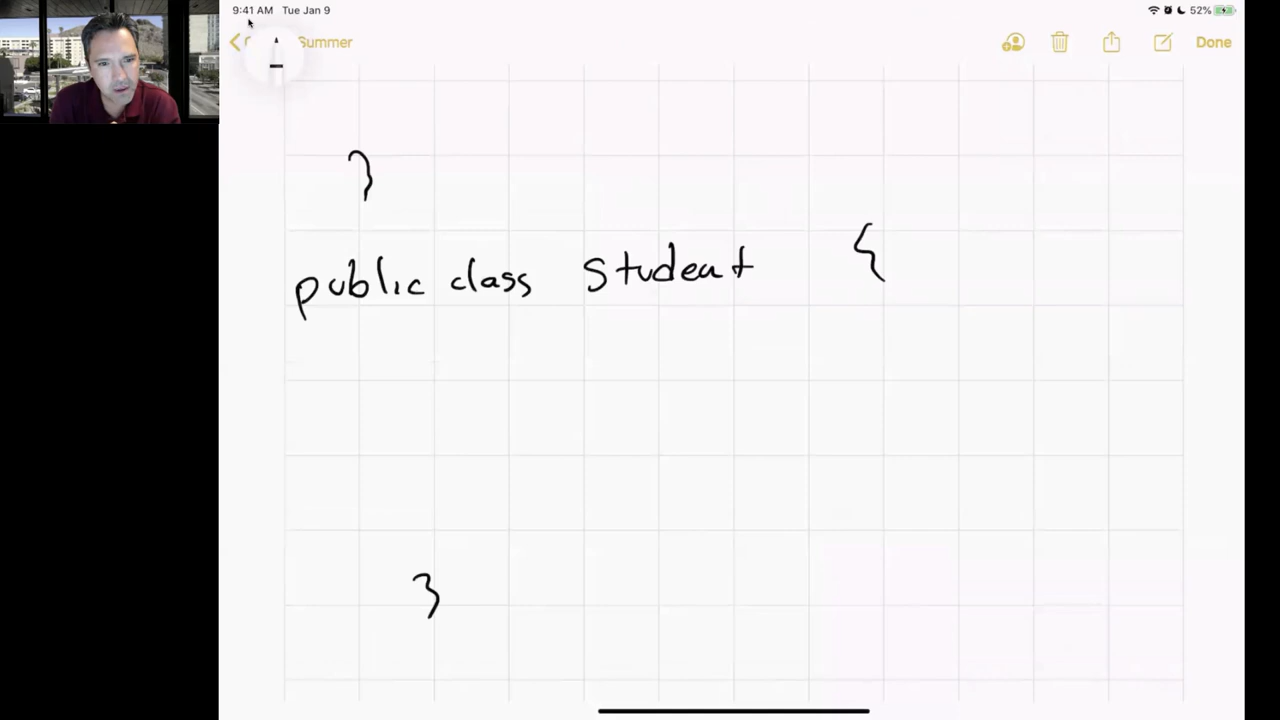 9:41 AM Tue Jan 9
52%
Summer
Done
}
public class Student {
}